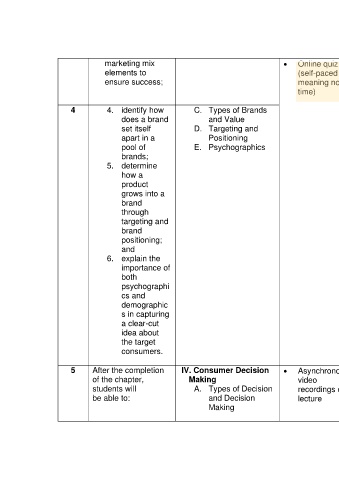 marketing mix
elements to
ensure success;
• Online quiz
(self-paced
meaning no
time)
4
4. identify how
does a brand
set itself
apart in a
pool of
brands;
5. determine
how a
product
grows into a
brand
through
targeting and
brand
positioning;
and
6. explain the
importance of
both
psychographi
cs and
demographic
s in capturing
a clear-cut
idea about
the target
consumers.
C. Types of Brands
and Value
D. Targeting and
Positioning
E. Psychographics
5
After the completion
of the chapter,
students will
be able to:
IV. Consumer Decision
Making
A. Types of Decision
and Decision
Making
• Asynchrono
video
recordings
lecture